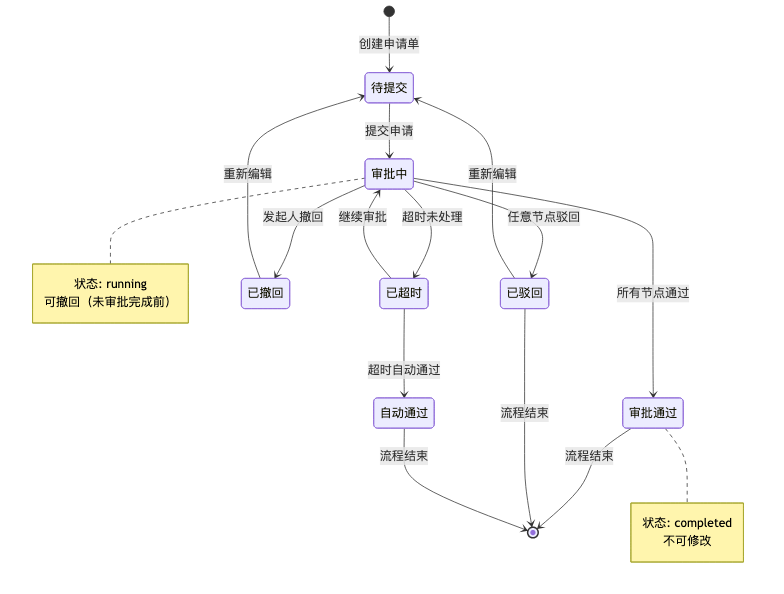 创建申请单
待提交
提交申请
重新编辑
审批中
重新编辑
发起人撤回
继续审批
超时未处理
任意节点驳回
状态: running
可撤回（未审批完成前）
已撤回
已超时
已驳回
所有节点通过
超时自动通过
自动通过
流程结束
审批通过
流程结束
流程结束
状态: completed
不可修改